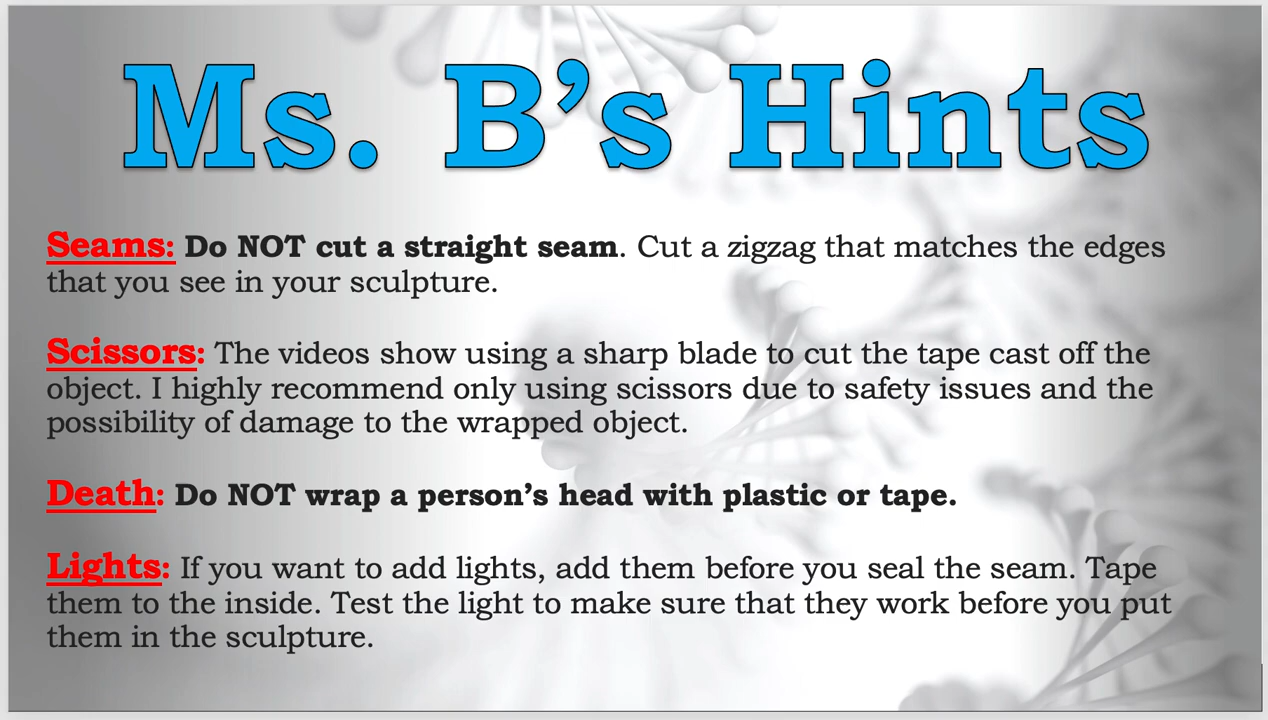 Ms. B’s Hints
Seams: Do NOT cut a straight seam. Cut a zigzag that matches the edges
that you see in your sculpture.
Scissors: The videos show using a sharp blade to cut the tape cast off the
object. I highly recommend only using scissors due to safety issues and the
possibility of damage to the wrapped object.
Death: Do NOT wrap a person’s head with plastic or tape.
Lights: If you want to add lights, add them before you seal the seam. Tape
them to the inside. Test the light to make sure that they work before you put
them in the sculpture.